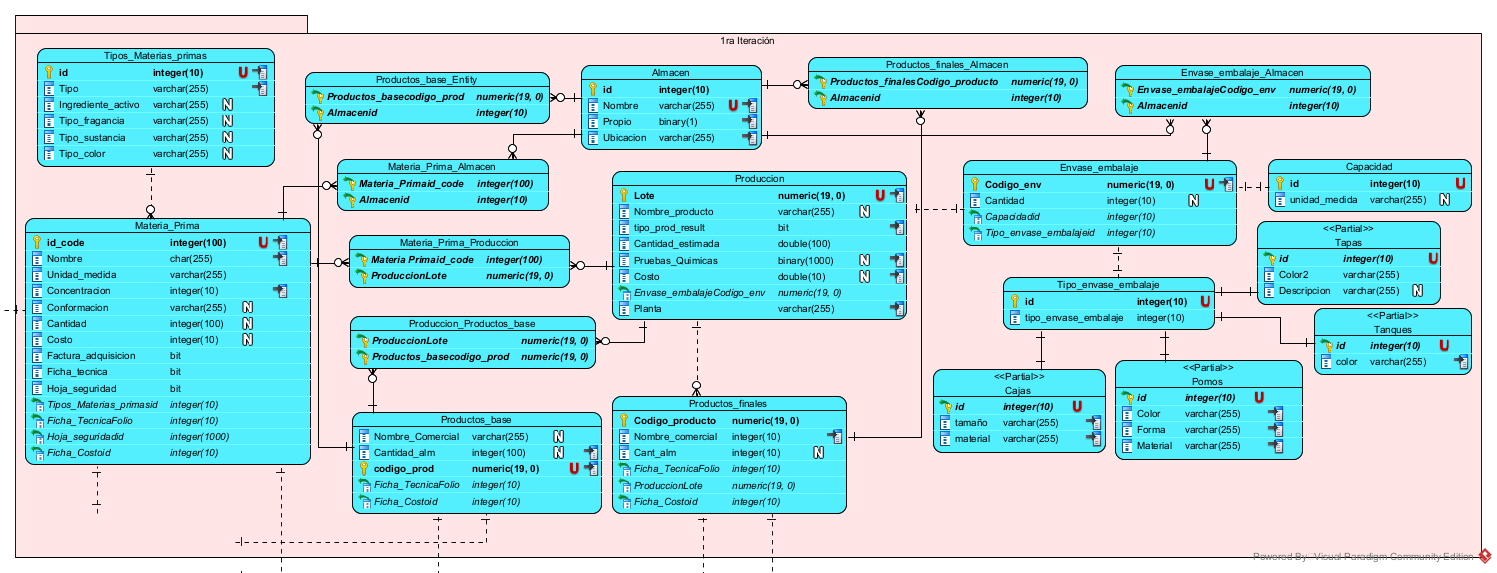 1ra Iteración
Tipos_Materias_primas
id integer(10) U
Tipo varchar(255)
Ingrediente_activo varchar(255) N
Tipo_fragancia varchar(255) N
Tipo_sustancia varchar(255) N
Tipo_color varchar(255) N
Productos_base_Entity
Productos_basecodigo_prod numeric(19, 0)
Almacenid integer(10)
Almacen
id integer(10)
Nombre varchar(255) U
Propio binary(1)
Ubicacion varchar(255)
Productos_finales_Almacen
Productos_finalesCodigo_producto numeric(19, 0)
Almacenid integer(10)
Envase_embalaje_Almacen
Envase_embalajeCodigo_env numeric(19, 0)
Almacenid integer(10)
Materia_Prima_Almacen
Materia_Primaid_code integer(100)
Almacenid integer(10)
Produccion
Lote numeric(19, 0) U
Nombre_producto varchar(255) N
tipo_prod_result bit
Cantidad_estimada double(100)
Pruebas_Quimicas binary(1000) N
Costo double(10) N
Envase_embalajeCodigo_env numeric(19, 0)
Planta varchar(255)
Envase_embalaje
Codigo_env numeric(19, 0) U
Cantidad integer(10) N
Capacidadid integer(10)
Tipo_envase_embalajeid integer(10)
Capacidad
id integer(10) U
unidad_medida varchar(255) N
Materia_Prima
id_code integer(100) U
Nombre char(255)
Unidad_medida varchar(255)
Concentracion integer(10)
Conformacion varchar(255) N
Cantidad integer(100) N
Costo integer(10) N
Factura_adquisicion bit
Ficha_tecnica bit
Hoja_seguridad bit
Tipos_Materias_primasid integer(10)
Ficha_TecnicaFolio integer(10)
Hoja_seguridadid integer(1000)
Ficha_Costoid integer(10)
Materia_Prima_Produccion
Materia Primaid_code integer(100)
ProduccionLote numeric(19, 0)
<<Partial>>
Tapas
id integer(10) U
Color2 varchar(255)
Descripcion varchar(255) N
Tipo_envase_embalaje
id integer(10) U
tipo_envase_embalaje integer(10)
<<Partial>>
Tanques
id integer(10) U
color varchar(255)
Produccion_Productos_base
ProduccionLote numeric(19, 0)
Productos_basecodigo_prod numeric(19, 0)
<<Partial>>
Cajas
id integer(10) U
tamaño varchar(255)
material varchar(255)
<<Partial>>
Pomos
id integer(10) U
Color varchar(255)
Forma varchar(255)
Material varchar(255)
Productos_base
Nombre_Comercial varchar(255) N
Cantidad_alm integer(100) N
codigo_prod numeric(19, 0) U
Ficha_TecnicaFolio integer(10)
Ficha_Costoid integer(10)
Productos_finales
Codigo_producto numeric(19, 0)
Nombre_comercial integer(10)
Cant_alm integer(10) N
Ficha_TecnicaFolio integer(10)
ProduccionLote numeric(19, 0)
Ficha_Costoid integer(10)
Powered By Visual Paradigm Community Edition